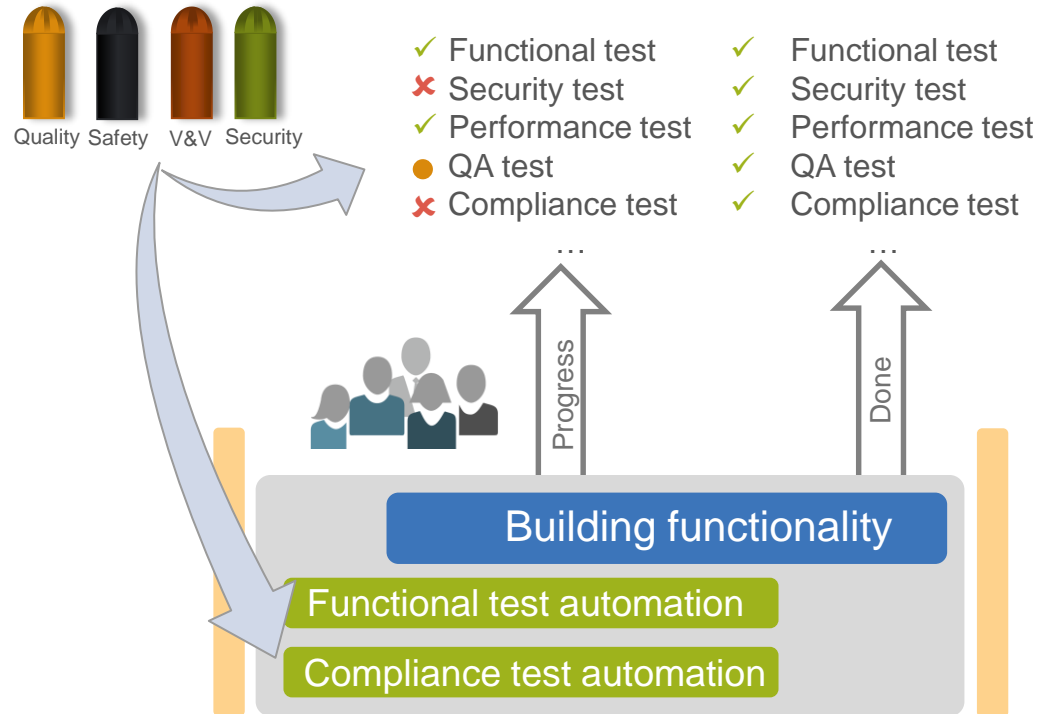 Quality Safety V&V Security
Functional test
Security test
Performance test
QA test
Compliance test
...
Functional test
Security test
Performance test
QA test
Compliance test
...
Progress
Done
Building functionality
Functional test automation
Compliance test automation